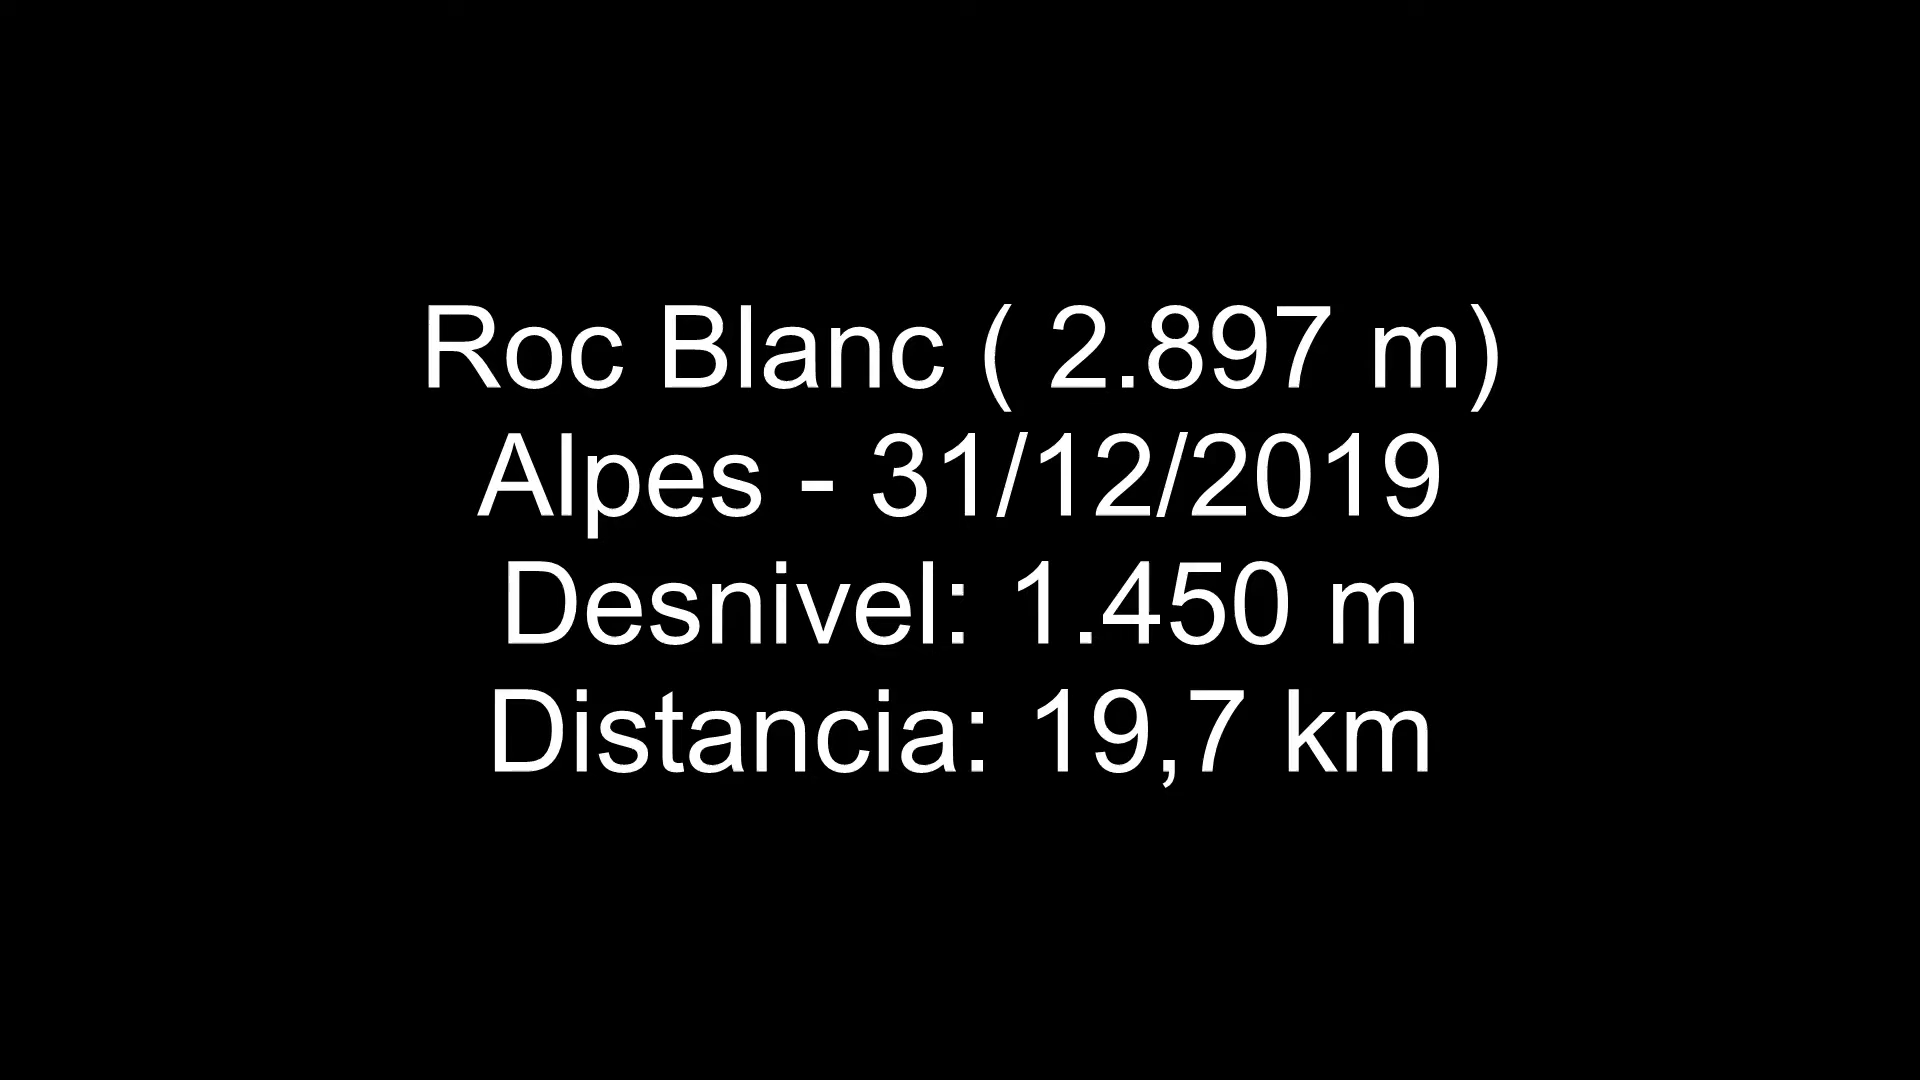 Roc Blanc ( 2.897 m)
Alpes - 31/12/2019
Desnivel: 1.450 m
Distancia: 19,7 km